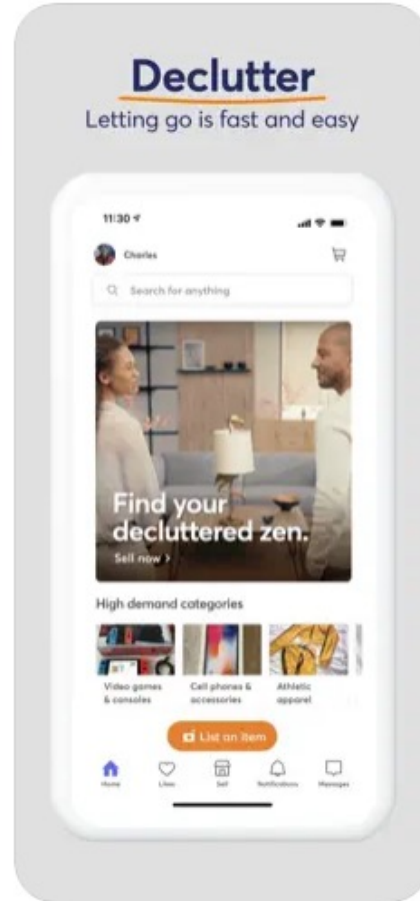 Declutter
Letting go is fast and easy
11:30
Charles
Search for anything
Find your
decluttered zen.
Sell now >
High demand categories
Video games
& consoles
Cell phones &
accessories
Athletic
apparel
List an item
Home
Likes
Sell
Notifications
Messages